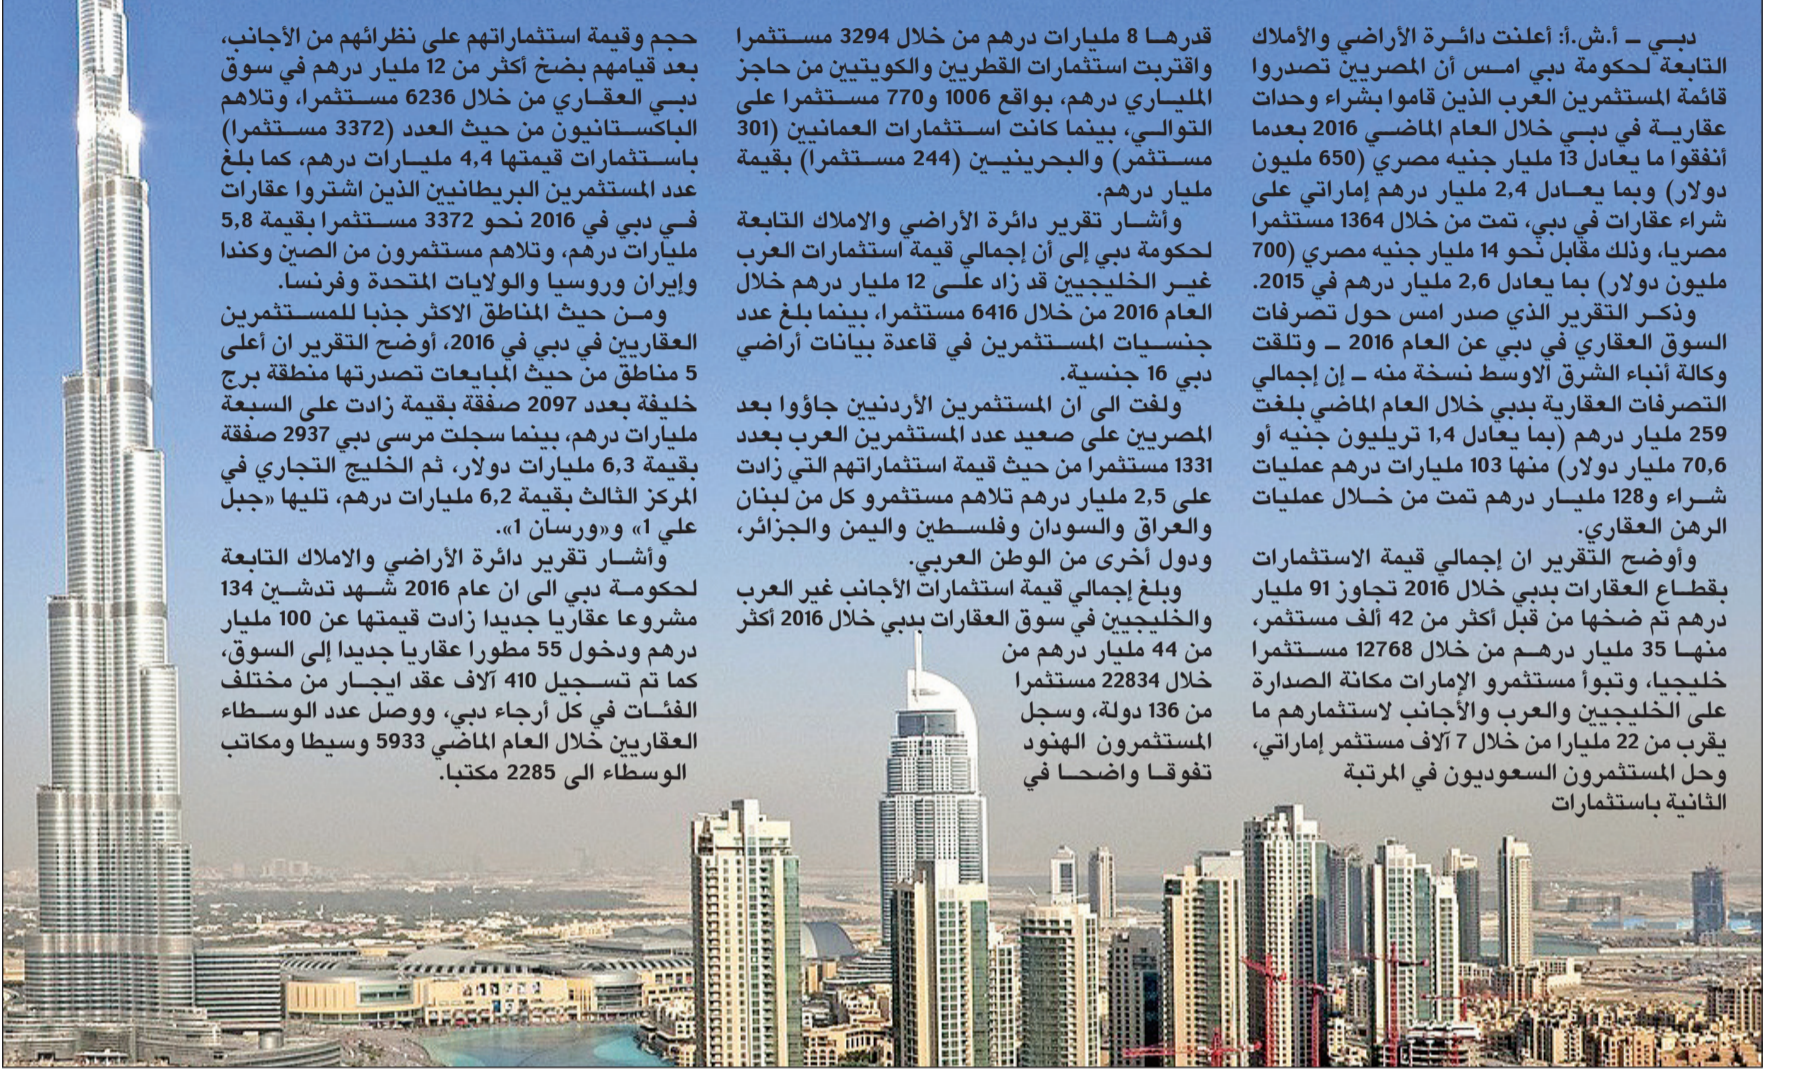 دبـي ــ أ.ش.أ: أعلنت دائـرة الأراضي والأملاك
التابعة لحكومة دبي امـس أن المصريين تصدروا
قائمة المستثمرين العرب الذين قاموا بشراء وحدات
عقاريـة في دبـي خلال العام الماضـي 2016 بعدما
أنفقوا ما يعادل 13 مليار جنيه مصري (650 مليون
دولار) وبما يعـادل 2,4 مليار درهم إماراتي على
شراء عقارات في دبي، تمت من خلال 1364 مستثمرا
مصريا، وذلك مقابل نحو 14 مليار جنيه مصري (700
مليون دولار) بما يعادل 2,6 مليار درهم في 2015.
وذكـر التقرير الذي صدر امس حول تصرفات
السوق العقاري في دبي عن العام 2016 ــ وتلقت
وكالة أنباء الشرق الاوسط نسخة منه ــ إن إجمالي
التصرفات العقارية بدبي خلال العام الماضي بلغت
259 مليار درهم (بما يعادل 1,4 تريليون جنيه أو
70,6 مليار دولار) منها 103 مليارات درهم عمليات
شـراء و128 مليـار درهم تمت من خـلال عمليات
الرهن العقاري.
وأوضح التقرير ان إجمالي قيمة الاستثمارات
بقطـاع العقارات بدبي خلال 2016 تجاوز 91 مليار
درهم تم ضخها من قبل أكثر من 42 ألف مستثمر،
منهـا 35 مليار درهـم من خلال 12768 مسـتثمرا
خليجيا، وتبوأ مستثمرو الإمارات مكانة الصدارة
على الخليجيين والعرب والأجانب لاستثمارهم ما
يقرب من 22 مليارا من خلال 7 آلاف مستثمر إماراتي،
وحل المستثمرون السعوديون في المرتبة
الثانية باستثمارات
قدرهـا 8 مليارات درهم من خلال 3294 مسـتثمرا
واقتربت استثمارات القطريين والكويتيين من حاجز
المليـاري درهم، بواقع 1006 و770 مسـتثمرا على
التوالـي، بينما كانت اسـتثمارات العمانيين (301
مسـتثمر) والبحرينيـين (244 مسـتثمرا) بقيمة
مليار درهم.
وأشـار تقرير دائرة الأراضي والاملاك التابعة
لحكومة دبي إلى أن إجمالي قيمة استثمارات العرب
غيـر الخليجيين قد زاد علـى 12 مليار درهم خلال
العام 2016 من خلال 6416 مستثمرا، بينما بلغ عدد
جنسـيات المسـتثمرين في قاعدة بيانات أراضي
دبي 16 جنسية.
ولفت الى ان المستثمرين الأردنيين جاؤوا بعد
المصريين على صعيد عدد المستثمرين العرب بعدد
1331 مستثمرا من حيث قيمة استثماراتهم التي زادت
على 2,5 مليار درهم تلاهم مستثمرو كل من لبنان
والعراق والسودان وفلسـطين واليمن والجزائر،
ودول أخرى من الوطن العربي.
وبلغ إجمالي قيمة استثمارات الأجانب غير العرب
والخليجيين في سوق العقارات بدبي خلال 2016 أكثر
من 44 مليار درهم من
خلال 22834 مستثمرا
من 136 دولة، وسجل
المستثمرون الهنود
تفوقـا واضحـا في
حجم وقيمة استثماراتهم على نظرائهم من الأجانب،
بعد قيامهم بضخ أكثر من 12 مليار درهم في سوق
دبـي العقـاري من خلال 6236 مسـتثمرا، وتلاهم
الباكسـتانيون من حيث العدد (3372 مسـتثمرا)
باسـتثمارات قيمتها 4,4 مليـارات درهم، كما بلغ
عدد المستثمرين البريطانيين الذين اشتروا عقارات
فـي دبي في 2016 نحو 3372 مسـتثمرا بقيمة 5,8
مليارات درهم، وتلاهم مستثمرون من الصين وكندا
وإيران وروسيا والولايات المتحدة وفرنسا.
ومـن حيث المناطق الاكثر جذبا للمسـتثمرين
العقاريين في دبي في 2016، أوضح التقرير ان أعلى
5 مناطق من حيث المبايعات تصدرتها منطقة برج
خليفة بعدد 2097 صفقة بقيمة زادت على السبعة
مليارات درهم، بينما سجلت مرسى دبي 2937 صفقة
بقيمة 6,3 مليارات دولار، ثم الخليج التجاري في
المركز الثالث بقيمة 6,2 مليارات درهم، تليها «جبل
علي 1» و«ورسان 1».
وأشـار تقرير دائرة الأراضي والاملاك التابعة
لحكومـة دبي الى ان عام 2016 شـهد تدشـين 134
مشروعا عقاريا جديدا زادت قيمتها عن 100 مليار
درهم ودخول 55 مطورا عقاريا جديدا إلى السوق،
كما تم تسـجيل 410 آلاف عقد ايجـار من مختلف
الفئـات في كل أرجاء دبي، ووصل عدد الوسـطاء
العقاريين خلال العام الماضي 5933 وسيطا ومكاتب
الوسطاء الى 2285 مكتبا.